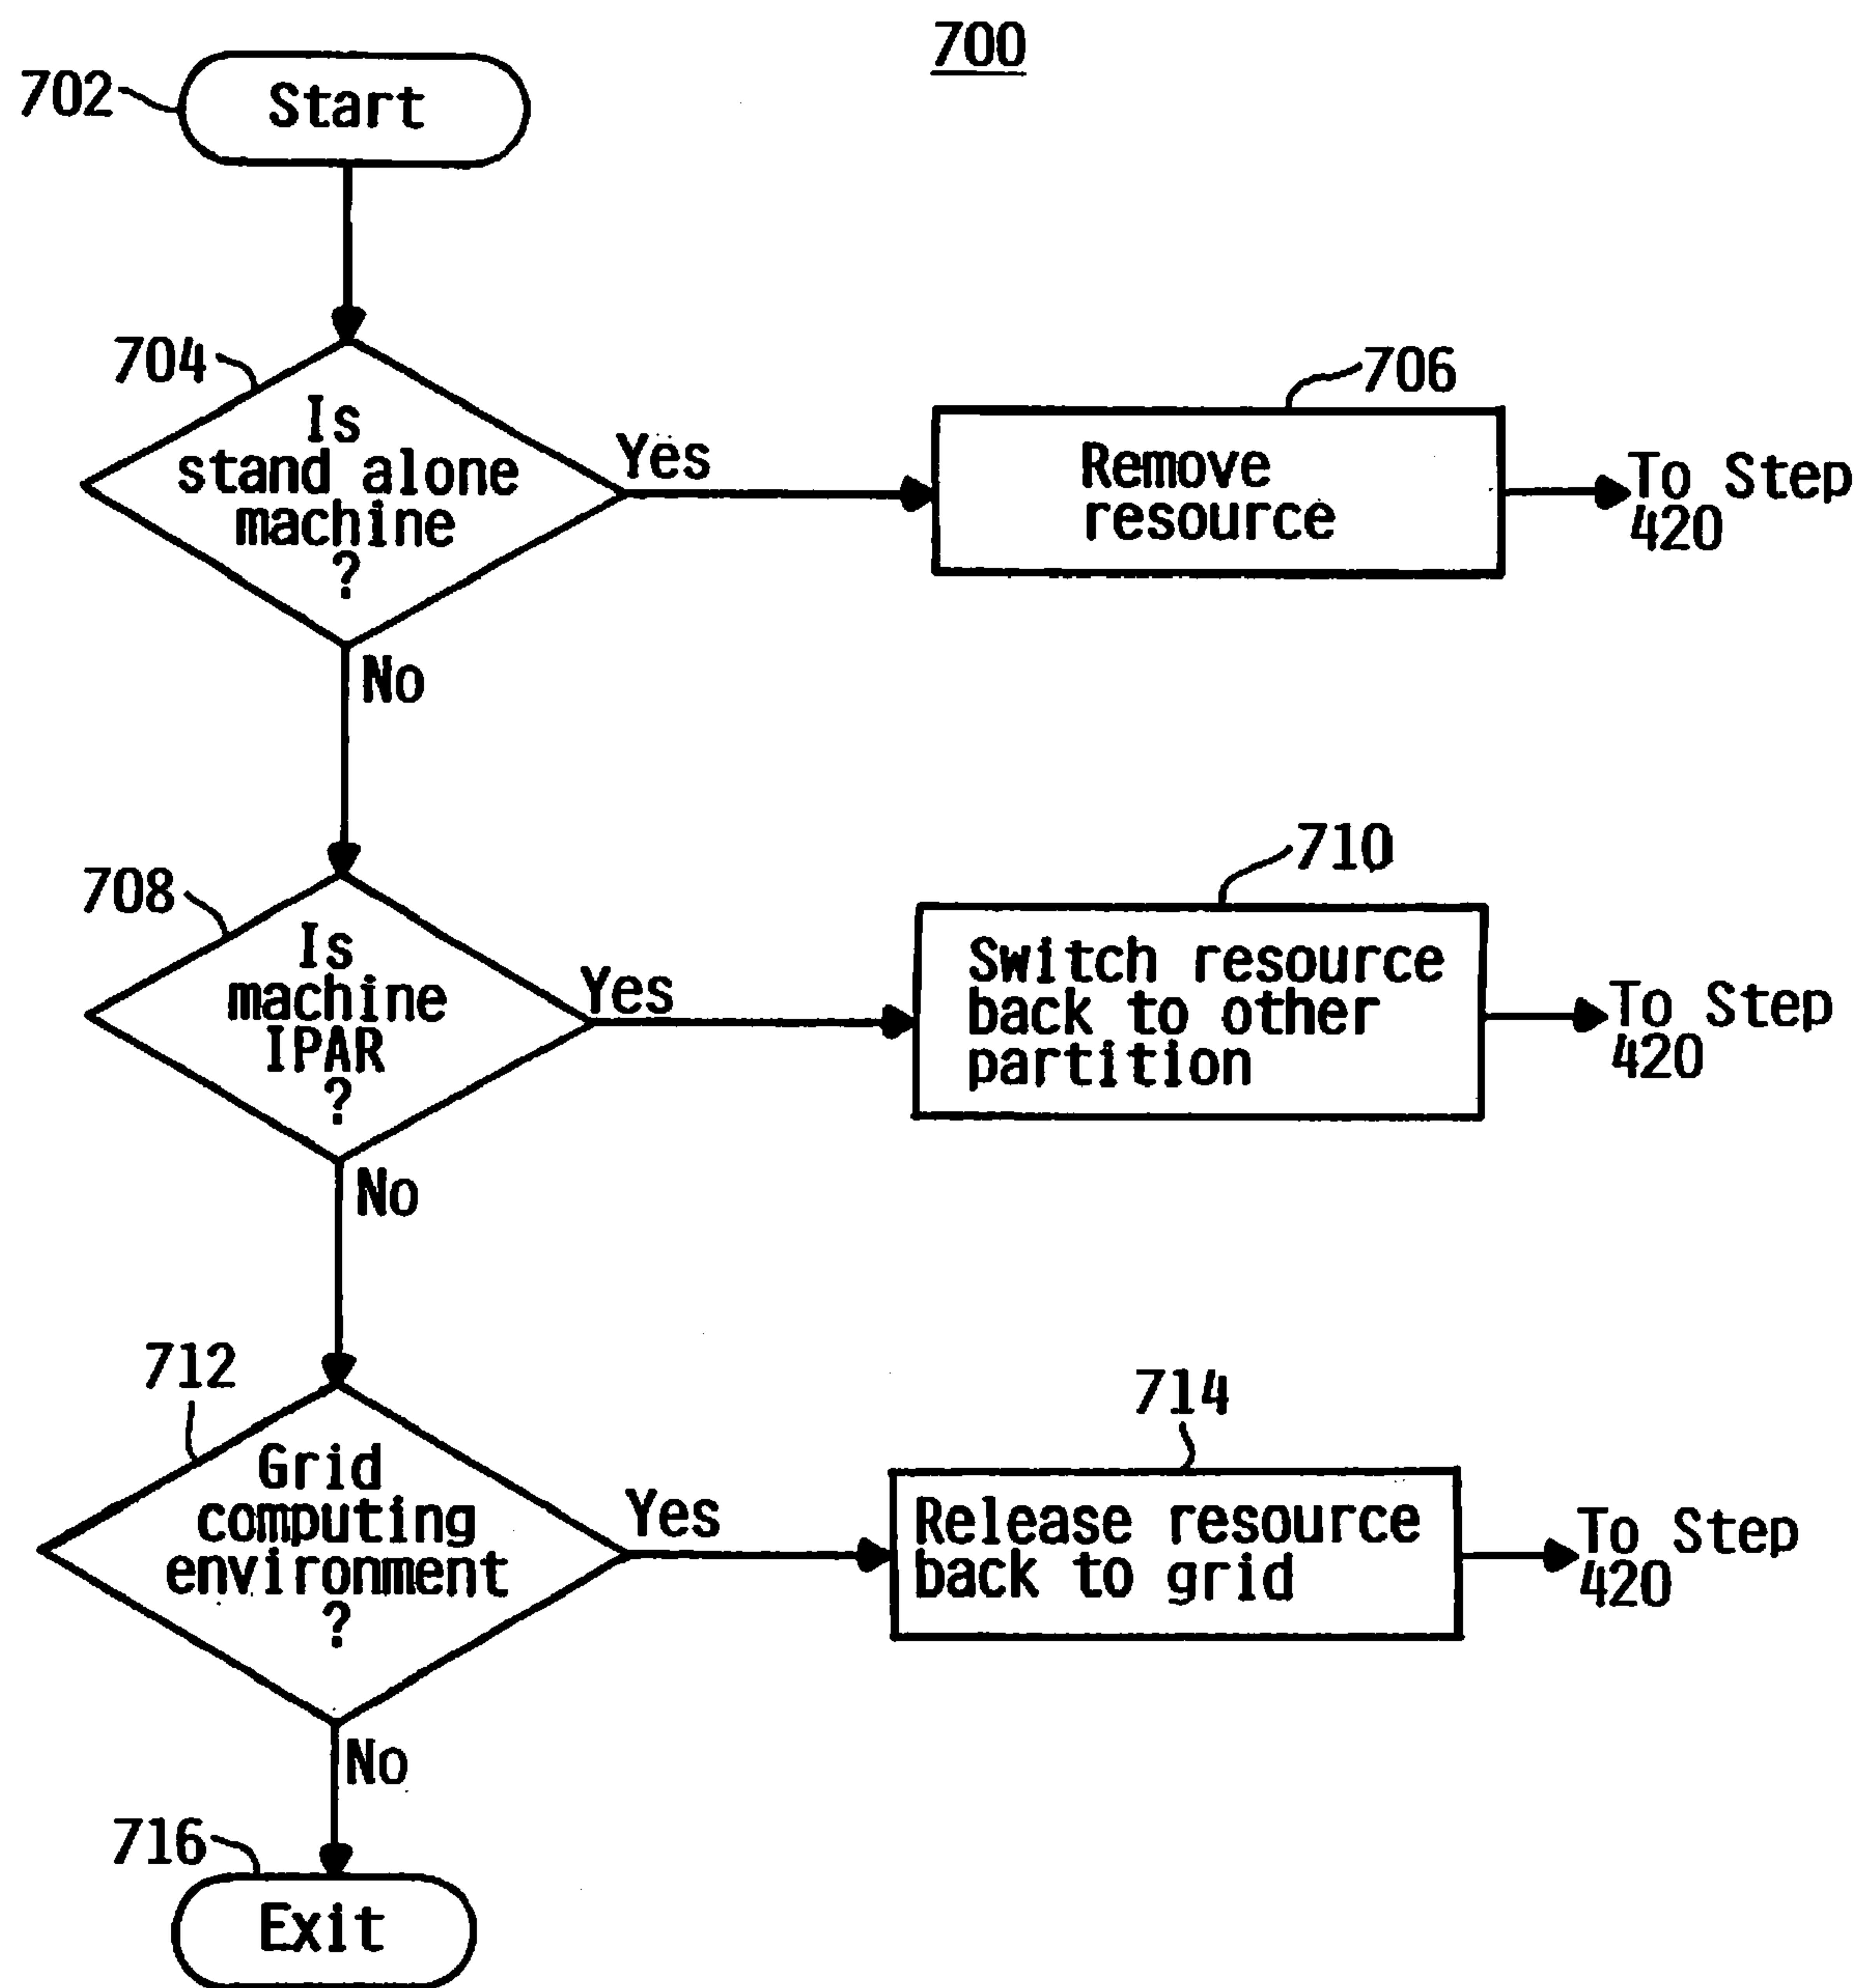 700
702
Start
704
Is
stand alone
machine
?
Yes
706
Remove
resource
To Step
420
No
708
Is
machine
IPAR
?
Yes
710
Switch resource
back to other
partition
To Step
420
No
712
Grid
computing
environment
?
Yes
714
Release resource
back to grid
To Step
420
No
716
Exit